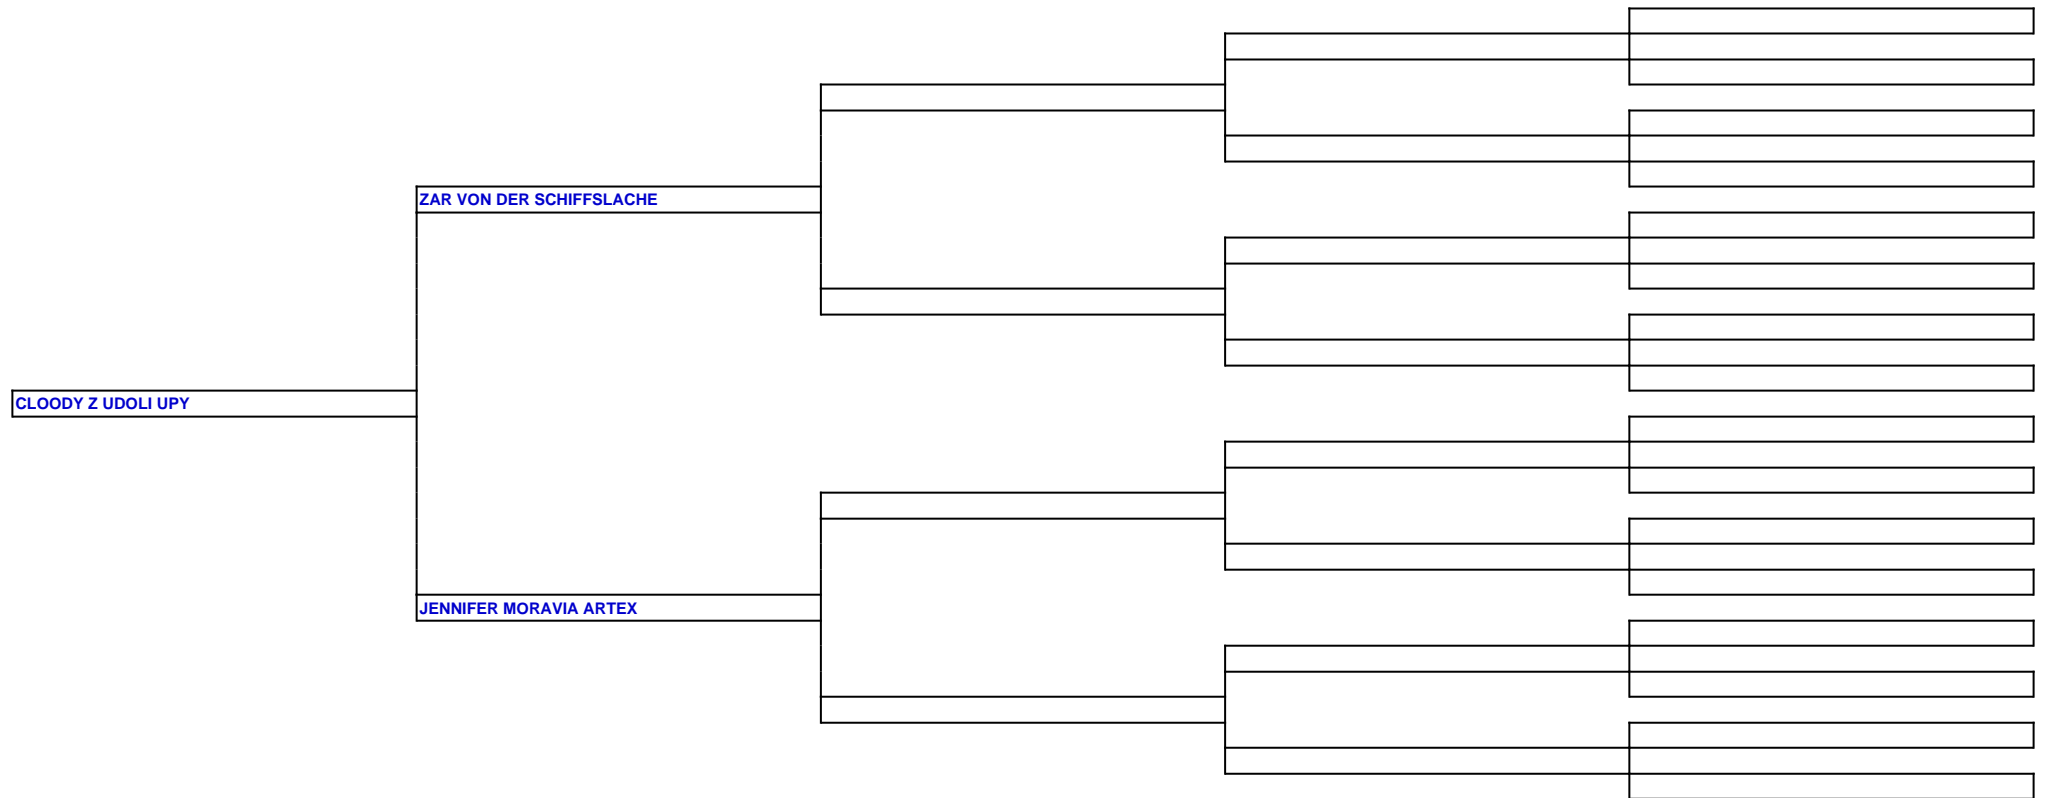 ZAR VON DER SCHIFFSLACHE
CLOODY Z UDOLI UPY
JENNIFER MORAVIA ARTEX